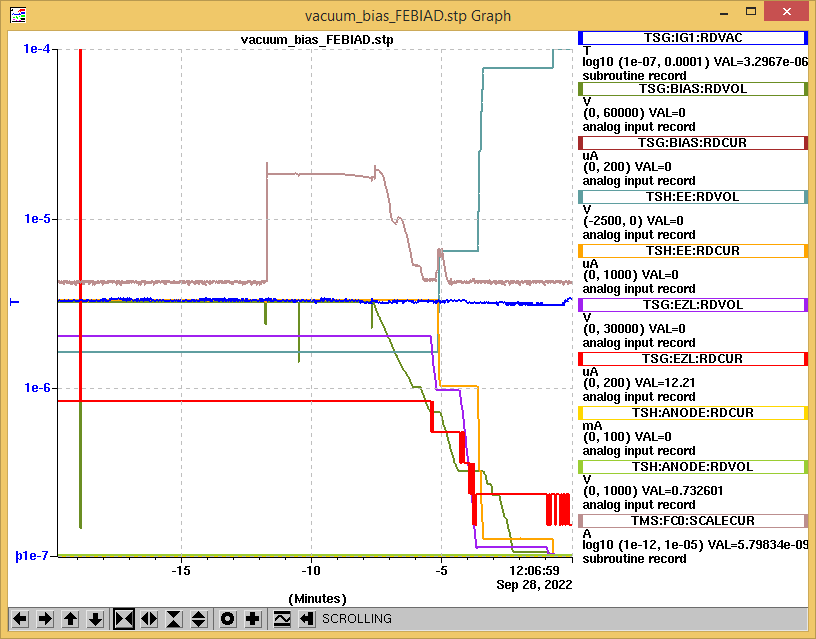 vacuum_bias_FEBIAD.stp Graph
vacuum_bias_FEBIAD.stp
1e-4
1e-5
T
1e-6
1e-7
-15
-10
-5
12:06:59
Sep 28, 2022
(Minutes)
TSG:IG1:RDVAC
T
log10 (1e-07, 0.0001) VAL=3.2967e-06
subroutine record
TSG:BIAS:RDVOL
V
(0, 60000) VAL=0
analog input record
TSG:BIAS:RDCUR
uA
(0, 200) VAL=0
analog input record
TSH:EE:RDVOL
V
(-2500, 0) VAL=0
analog input record
TSH:EE:RDCUR
uA
(0, 1000) VAL=0
analog input record
TSG:EZL:RDVOL
V
(0, 30000) VAL=0
analog input record
TSG:EZL:RDCUR
uA
(0, 200) VAL=12.21
analog input record
TSH:ANODE:RDCUR
mA
(0, 100) VAL=0
analog input record
TSH:ANODE:RDVOL
V
(0, 1000) VAL=0.732601
analog input record
TMS:FC0:SCALECUR
A
log10 (1e-12, 1e-05) VAL=5.79834e-09
subroutine record
SCROLLING